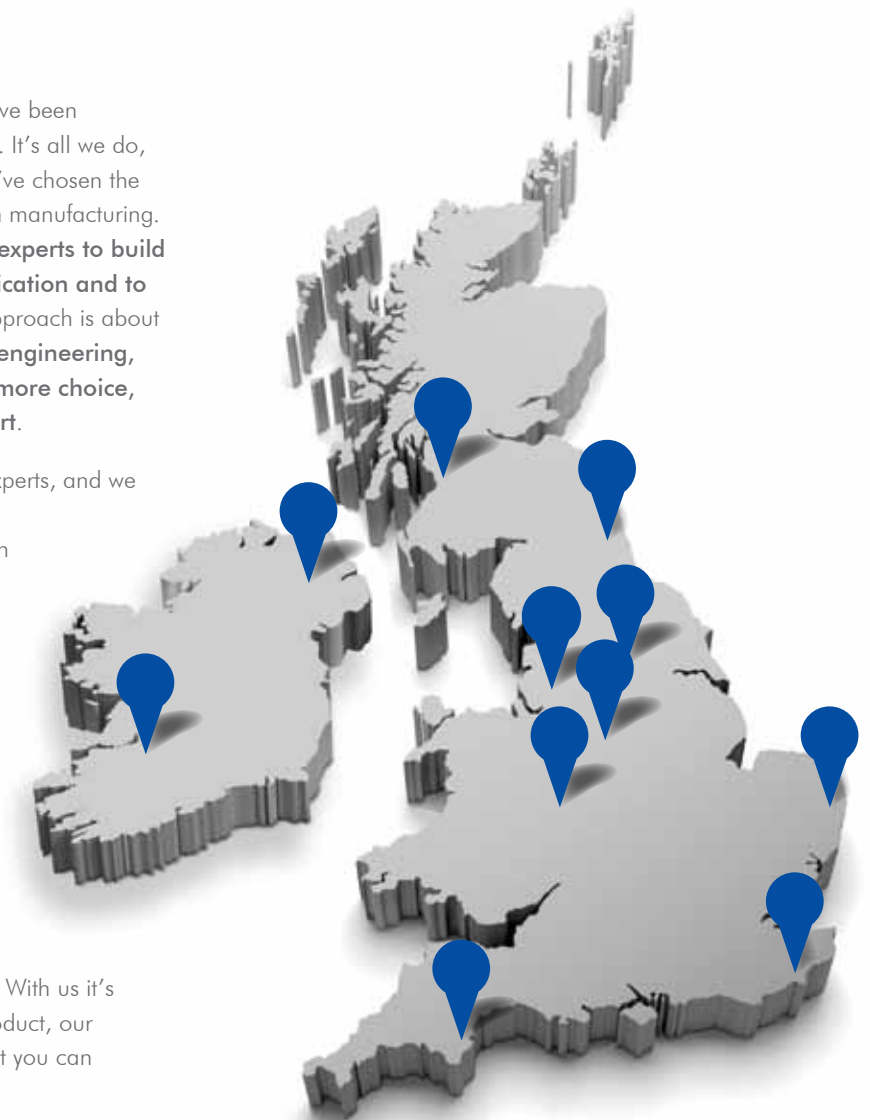 ve been
. It’s all we do,
’ve chosen the
n manufacturing.
experts to build
ication and to
pproach is about
engineering,
more choice,
rt.
xperts, and we
n
With us it’s
oduct, our
t you can